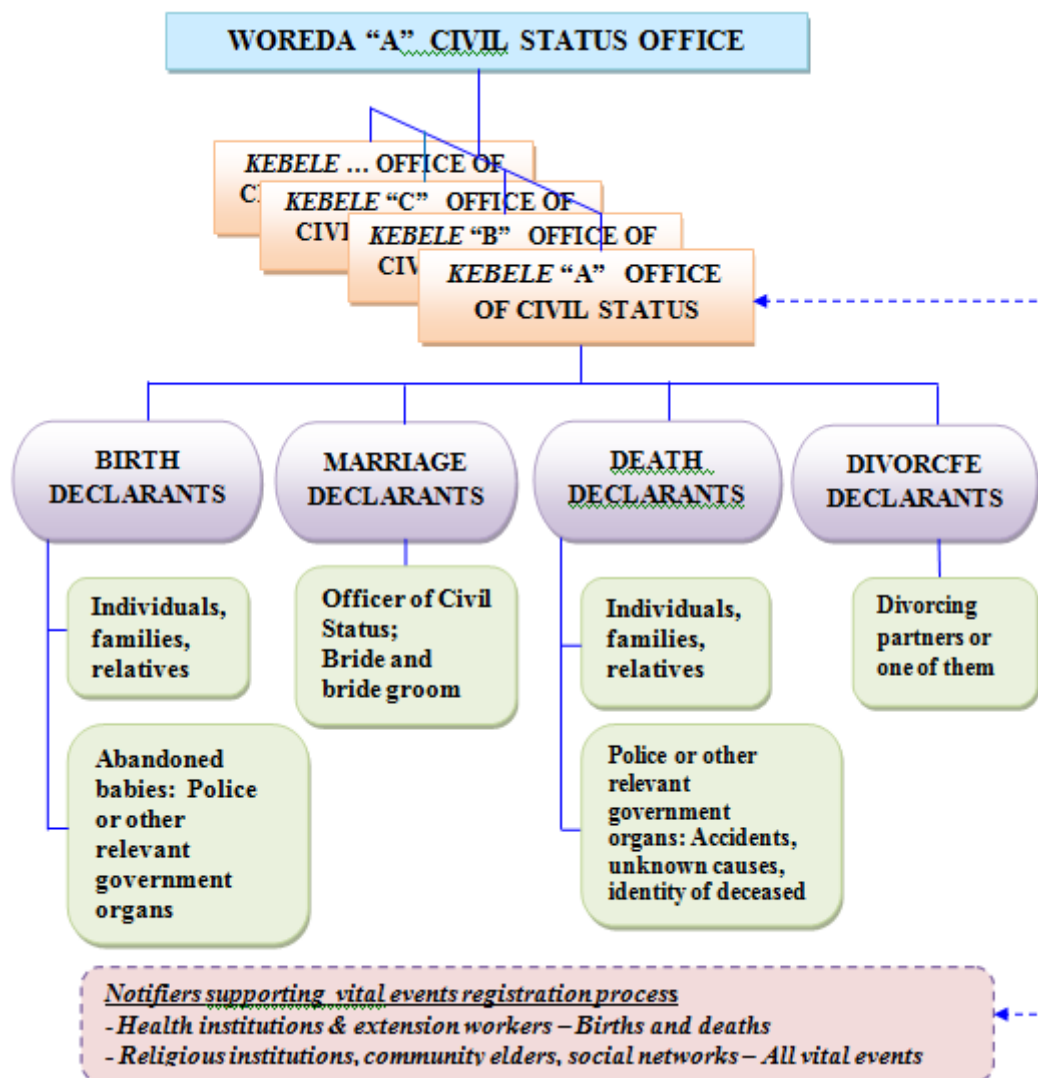 WOREDA “A” CIVIL STATUS OFFICE
KEBELE … OFFICE OF
KEBELE “C” OFFICE OF
KEBELE “B” OFFICE OF
KEBELE “A” OFFICE
OF CIVIL STATUS
BIRTH
DECLARANTS
MARRIAGE
DECLARANTS
DEATH
DECLARANTS
DIVORCFE
DECLARANTS
Individuals,
families,
relatives
Officer of Civil
Status;
Bride and
bride groom
Individuals,
families,
relatives
Divorcing
partners or
one of them
Abandoned
babies: Police
or other
relevant
government
organs
Police or other
relevant
government
organs: Accidents,
unknown causes,
identity of deceased
Notifiers supporting vital events registration process
- Health institutions & extension workers – Births and deaths
- Religious institutions, community elders, social networks – All vital events